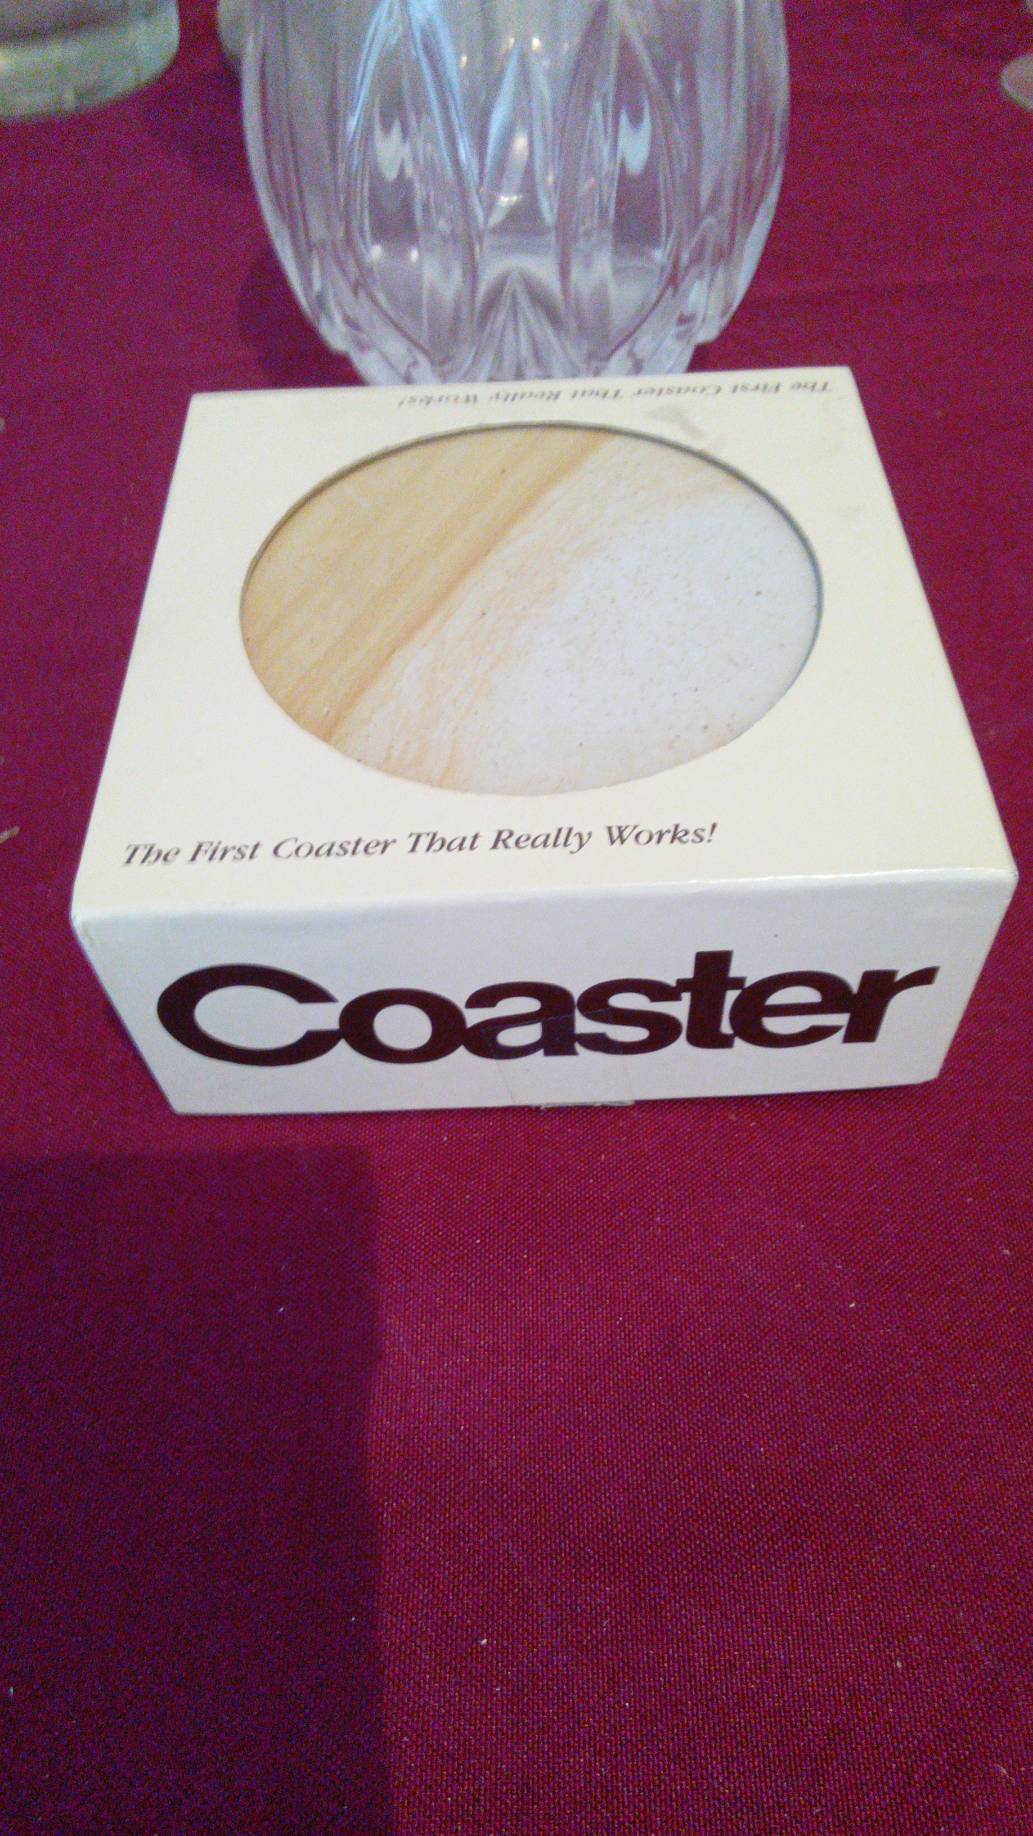 The First Coaster That Really Works!
The First Coaster That Really Works!
Coaster